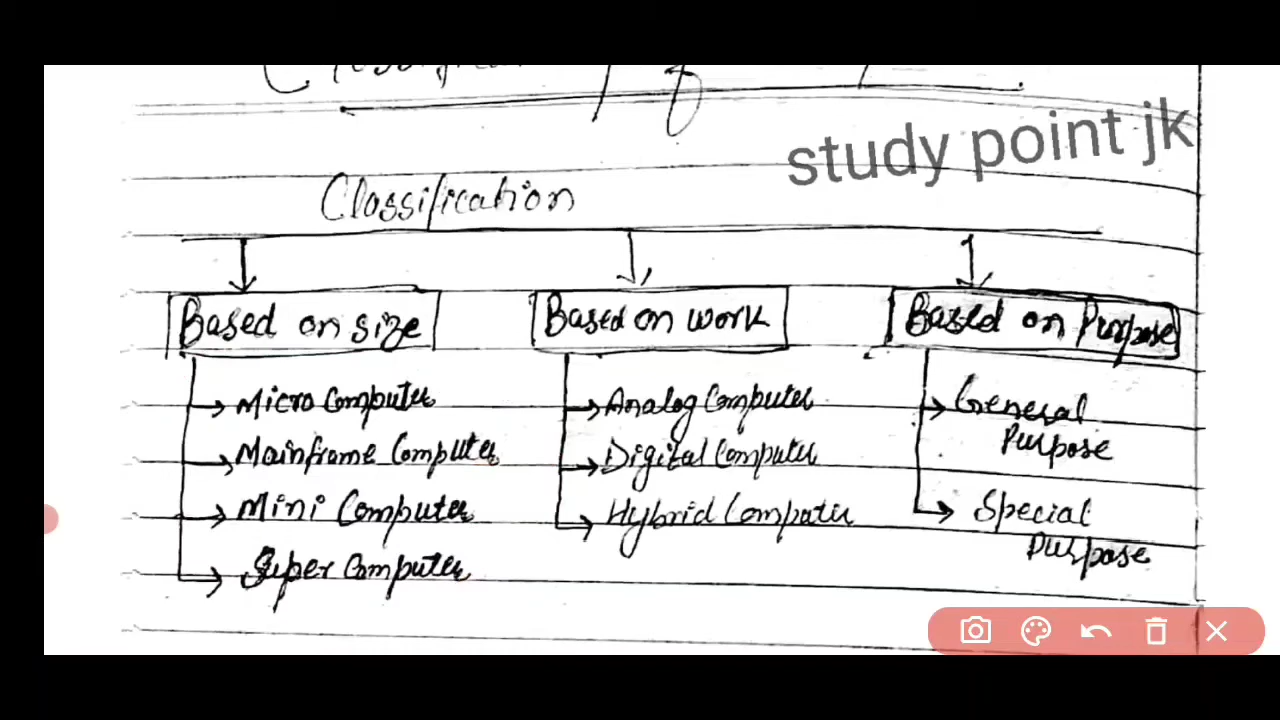 study point jk
Classification
Based on size
Based on work
Based on Purpose
Micro Computer
Mainframe Computer
Mini Computer
Super Computer
Analog Computer
Digital Computer
Hybrid Computer
General
Purpose
Special
Purpose